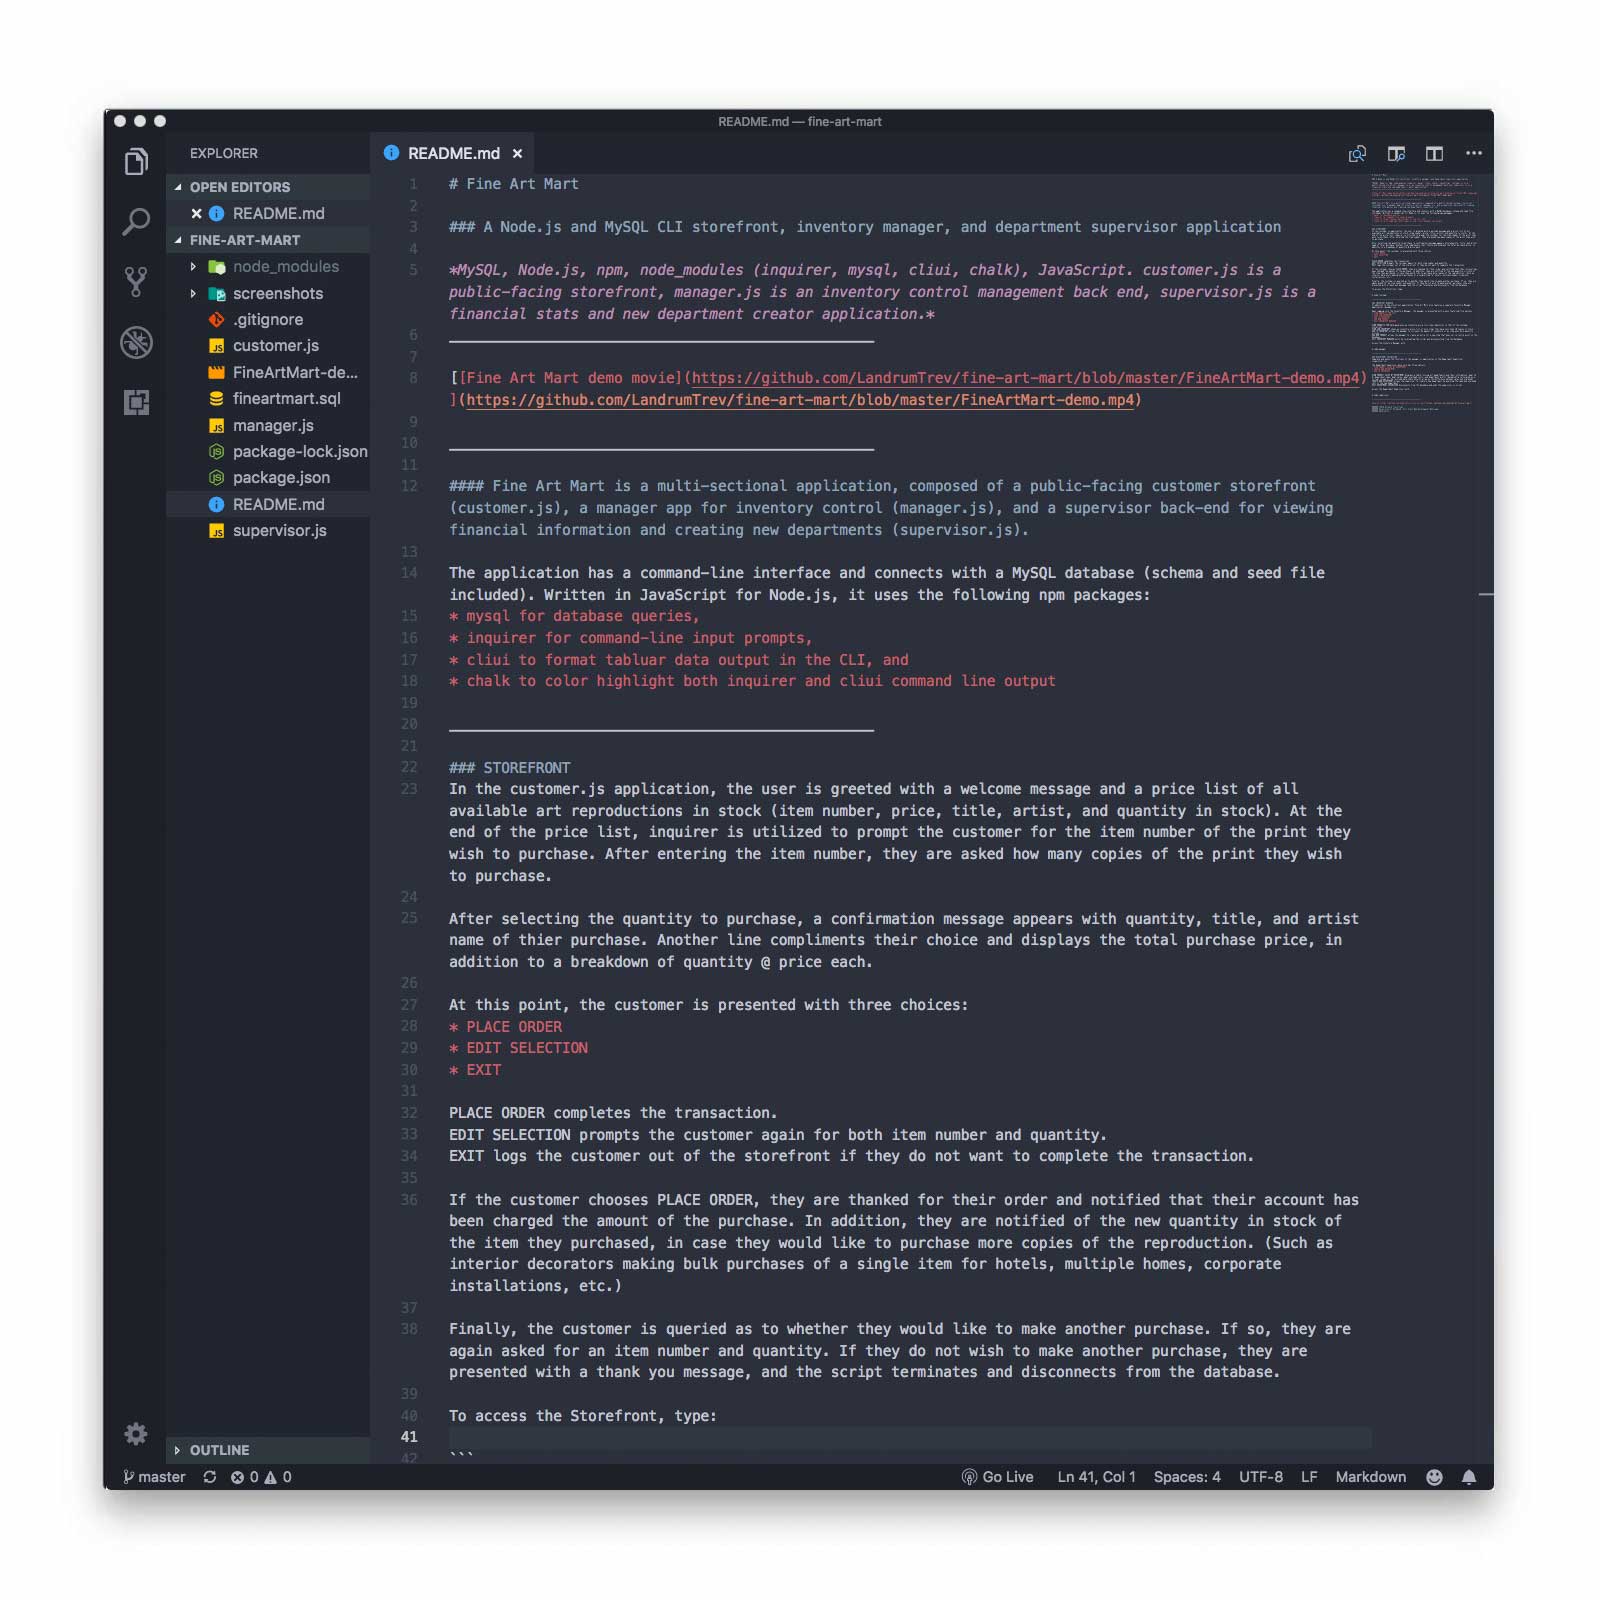 README.md — fine-art-mart
EXPLORER
OPEN EDITORS
README.md
FINE-ART-MART
node_modules
screenshots
.gitignore
customer.js
FineArtMart-de...
fineartmart.sql
manager.js
package-lock.json
package.json
README.md
supervisor.js
OUTLINE
README.md
1 # Fine Art Mart
2
3 ### A Node.js and MySQL CLI storefront, inventory manager, and department supervisor application
4
5 *MySQL, Node.js, npm, node_modules (inquirer, mysql, cliui, chalk), JavaScript. customer.js is a
public-facing storefront, manager.js is an inventory control management back end, supervisor.js is a
financial stats and new department creator application.*
6 _________________________________________________
7
8 [[Fine Art Mart demo movie](https://github.com/LandrumTrev/fine-art-mart/blob/master/FineArtMart-demo.mp4)
](https://github.com/LandrumTrev/fine-art-mart/blob/master/FineArtMart-demo.mp4)
9
10 _________________________________________________
11
12 #### Fine Art Mart is a multi-sectional application, composed of a public-facing customer storefront
(customer.js), a manager app for inventory control (manager.js), and a supervisor back-end for viewing
financial information and creating new departments (supervisor.js).
13
14 The application has a command-line interface and connects with a MySQL database (schema and seed file
included). Written in JavaScript for Node.js, it uses the following npm packages:
15 * mysql for database queries,
16 * inquirer for command-line input prompts,
17 * cliui to format tabluar data output in the CLI, and
18 * chalk to color highlight both inquirer and cliui command line output
19
20 _________________________________________________
21
22 ### STOREFRONT
23 In the customer.js application, the user is greeted with a welcome message and a price list of all
available art reproductions in stock (item number, price, title, artist, and quantity in stock). At the
end of the price list, inquirer is utilized to prompt the customer for the item number of the print they
wish to purchase. After entering the item number, they are asked how many copies of the print they wish
to purchase.
24
25 After selecting the quantity to purchase, a confirmation message appears with quantity, title, and artist
name of thier purchase. Another line compliments their choice and displays the total purchase price, in
addition to a breakdown of quantity @ price each.
26
27 At this point, the customer is presented with three choices:
28 * PLACE ORDER
29 * EDIT SELECTION
30 * EXIT
31
32 PLACE ORDER completes the transaction.
33 EDIT SELECTION prompts the customer again for both item number and quantity.
34 EXIT logs the customer out of the storefront if they do not want to complete the transaction.
35
36 If the customer chooses PLACE ORDER, they are thanked for their order and notified that their account has
been charged the amount of the purchase. In addition, they are notified of the new quantity in stock of
the item they purchased, in case they would like to purchase more copies of the reproduction. (Such as
interior decorators making bulk purchases of a single item for hotels, multiple homes, corporate
installations, etc.)
37
38 Finally, the customer is queried as to whether they would like to make another purchase. If so, they are
again asked for an item number and quantity. If they do not wish to make another purchase, they are
presented with a thank you message, and the script terminates and disconnects from the database.
39
40 To access the Storefront, type:
41
42 ```
master 0 0 Go Live Ln 41, Col 1 Spaces: 4 UTF-8 LF Markdown